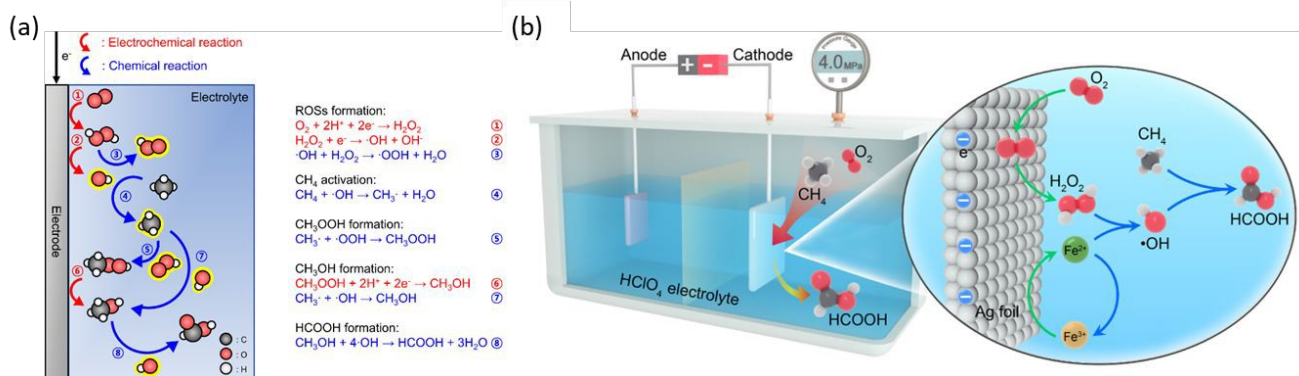 (a)
e⁻
: Electrochemical reaction
: Chemical reaction
Electrode
Electrolyte
①
②
③
④
⑤
⑥
⑦
⑧
: C
: O
: H
ROSs formation:
O₂ + 2H⁺ + 2e⁻ → H₂O₂ ①
H₂O₂ + e⁻ → ·OH + OH⁻ ②
·OH + H₂O₂ → ·OOH + H₂O ③
CH₄ activation:
CH₄ + ·OH → CH₃· + H₂O ④
CH₃OOH formation:
CH₃· + ·OOH → CH₃OOH ⑤
CH₃OH formation:
CH₃OOH + 2H⁺ + 2e⁻ → CH₃OH ⑥
CH₃· + ·OH → CH₃OH ⑦
HCOOH formation:
CH₃OH + 4·OH → HCOOH + 3H₂O ⑧
(b)
Anode
+
−
Cathode
Pressure Gauge
4.0 MPa
O₂
CH₄
HClO₄ electrolyte
HCOOH
O₂
e⁻
CH₄
H₂O₂
HCOOH
•OH
Fe²⁺
Ag foil
Fe³⁺